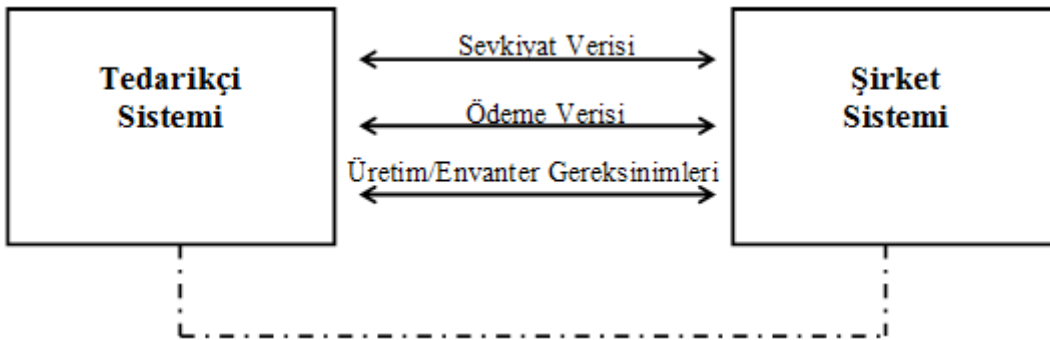 Tedarikçi
Sistemi
Sevkiyat Verisi
Ödeme Verisi
Üretim/Envanter Gereksinimleri
Şirket
Sistemi